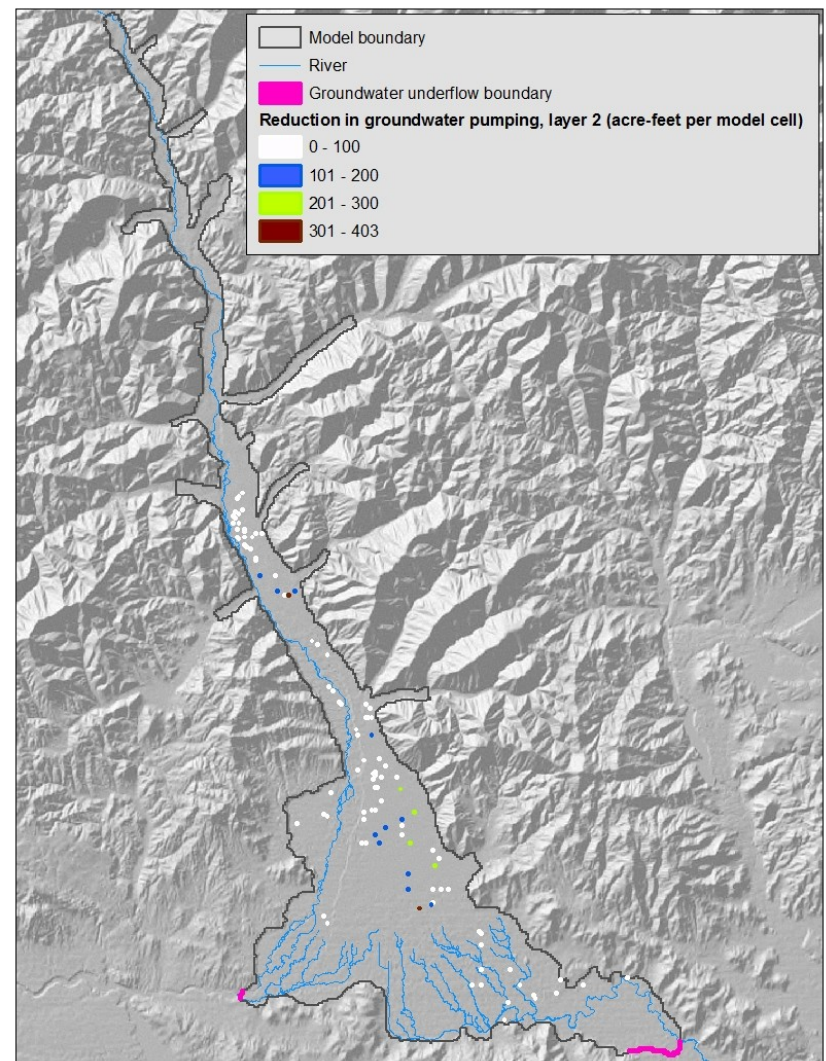 Model boundary
River
Groundwater underflow boundary
Reduction in groundwater pumping, layer 2 (acre-feet per model cell)
0 - 100
101 - 200
201 - 300
301 - 403